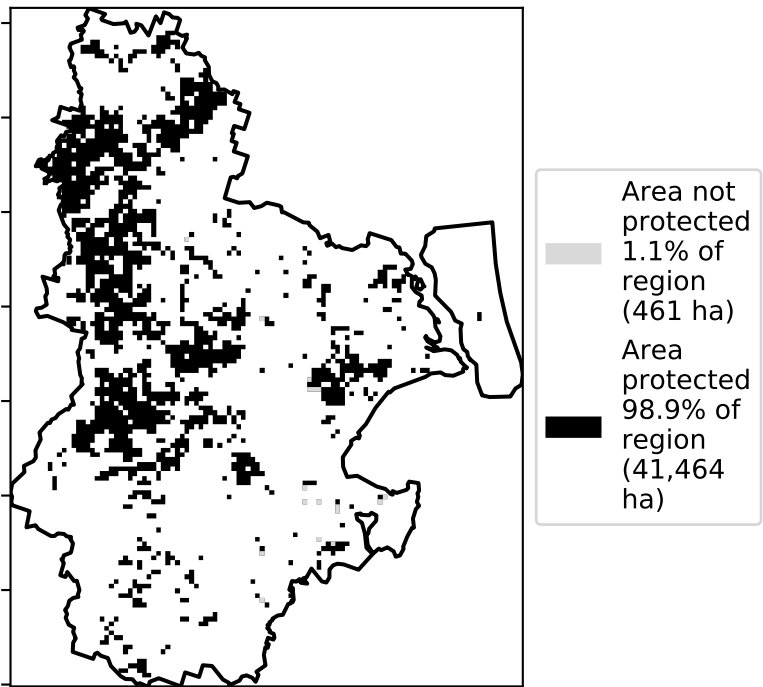 Area not
protected
1.1% of
region
(461 ha)
Area
protected
98.9% of
region
(41,464
ha)